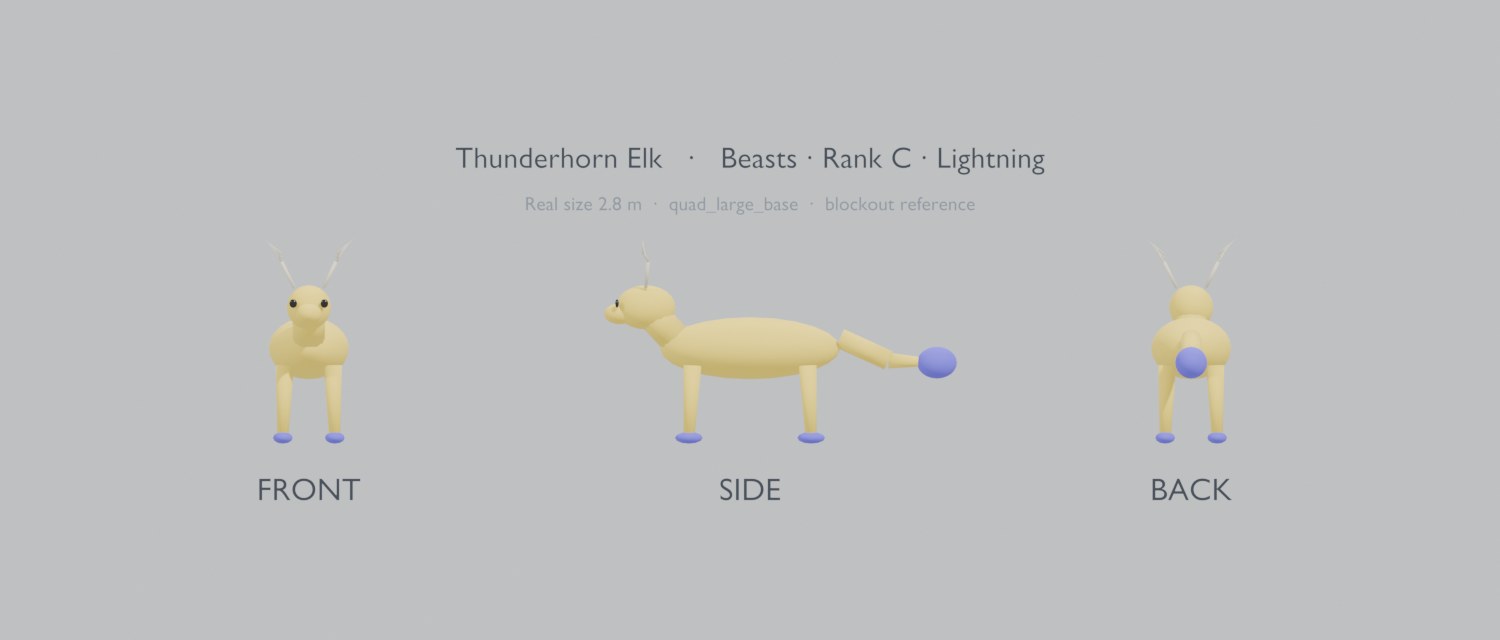 Thunderhorn Elk · Beasts · Rank C · Lightning
Real size 2.8 m · quad_large_base · blockout reference
FRONT
SIDE
BACK